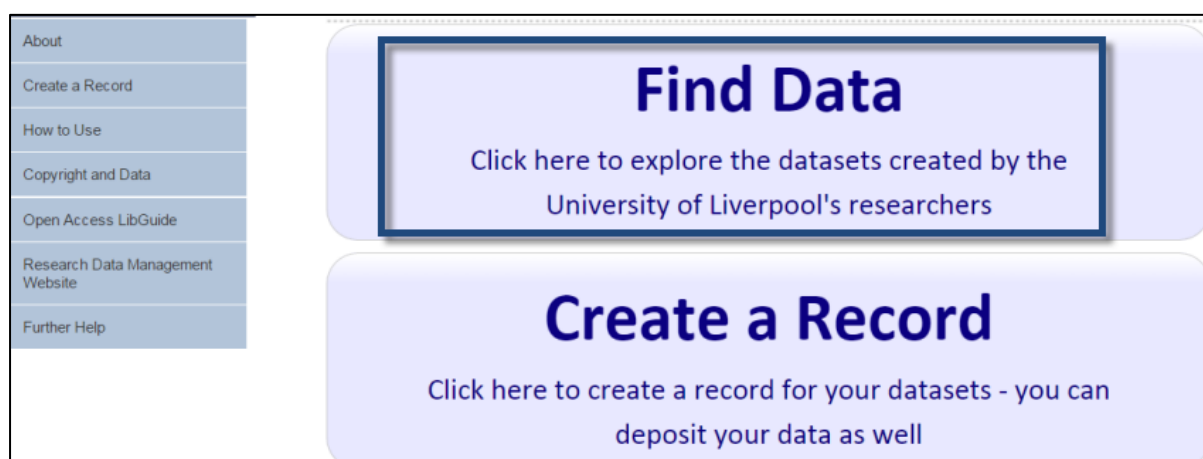 About
Create a Record
How to Use
Copyright and Data
Open Access LibGuide
Research Data Management
Website
Further Help
Find Data
Click here to explore the datasets created by the
University of Liverpool's researchers
Create a Record
Click here to create a record for your datasets - you can
deposit your data as well